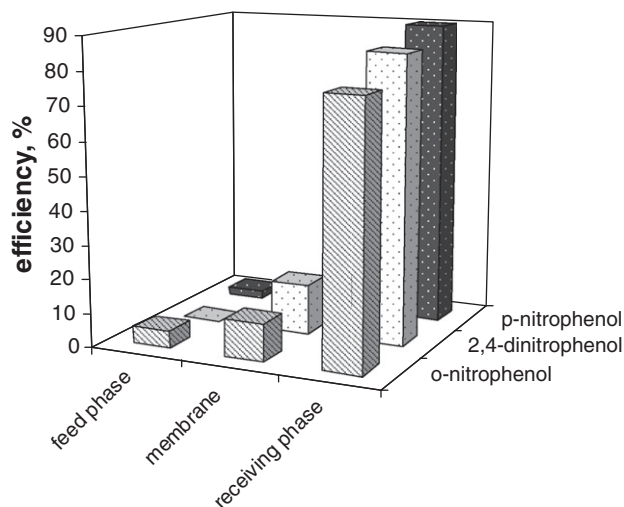 efficiency, %
90
80
70
60
50
40
30
20
10
0
feed phase
membrane
receiving phase
p-nitrophenol
2,4-dinitrophenol
o-nitrophenol